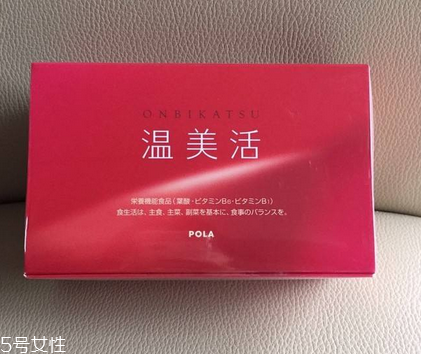 ONBIKATSU
温美活
栄養機能食品(葉酸・ビタミンB6・ビタミンB1)
食生活は、主食、主菜、副菜を基本に、食事のバランスを。
POLA
5号女性